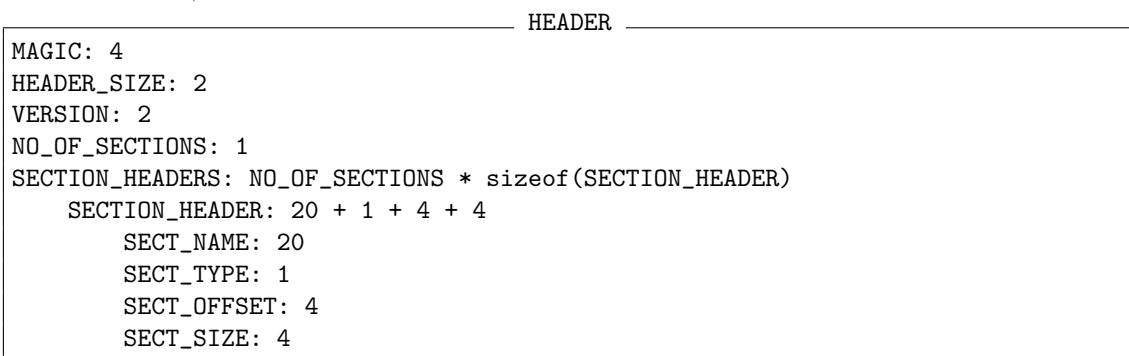 HEADER
MAGIC: 4
HEADER_SIZE: 2
VERSION: 2
NO_OF_SECTIONS: 1
SECTION_HEADERS: NO_OF_SECTIONS * sizeof(SECTION_HEADER)
    SECTION_HEADER: 20 + 1 + 4 + 4
        SECT_NAME: 20
        SECT_TYPE: 1
        SECT_OFFSET: 4
        SECT_SIZE: 4